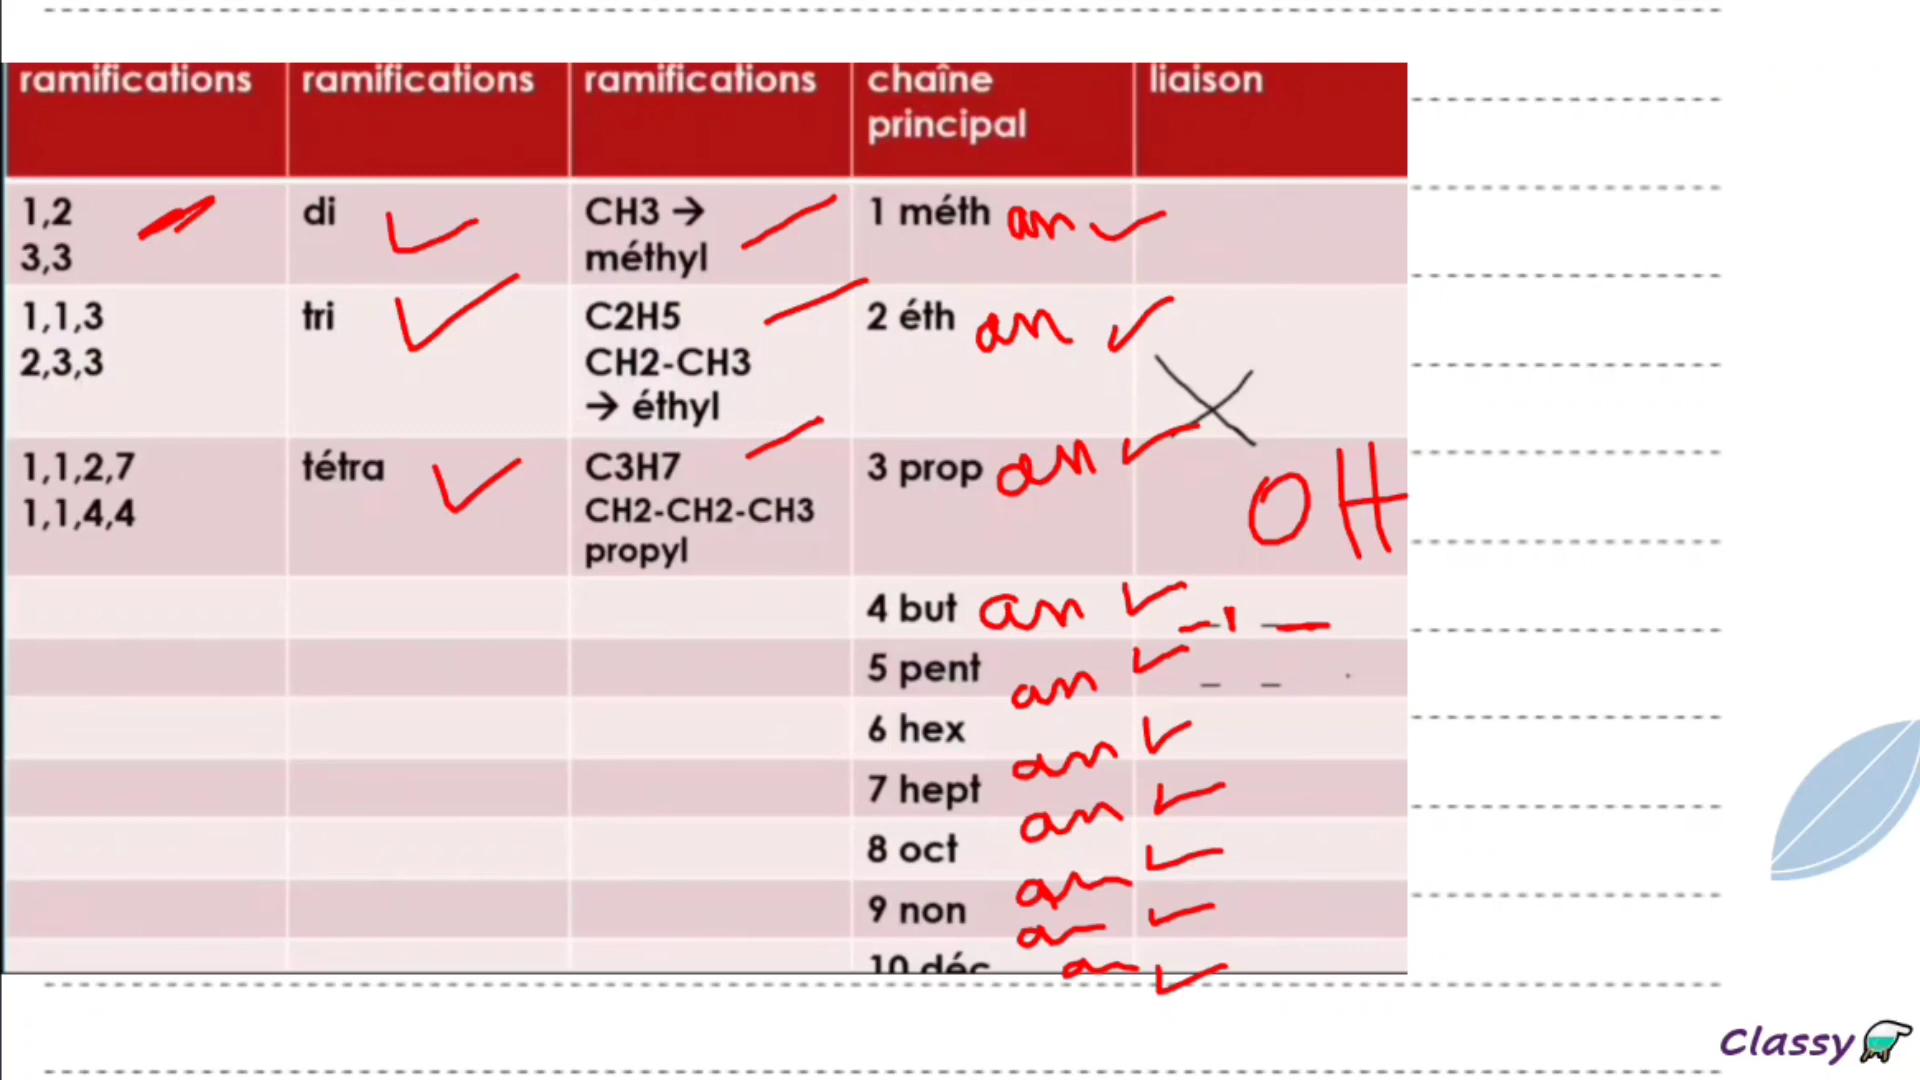 ramifications ramifications ramifications chaîne principal liaison
1,2 di CH3 → 1 méth an
3,3 méthyl
1,1,3 tri C2H5 2 éth an
2,3,3 CH2-CH3
→ éthyl
1,1,2,7 tétra C3H7 3 prop an
1,1,4,4 CH2-CH2-CH3 OH
propyl
4 but an
5 pent an
6 hex an
7 hept an
8 oct an
9 non an
10 déc an
Classy